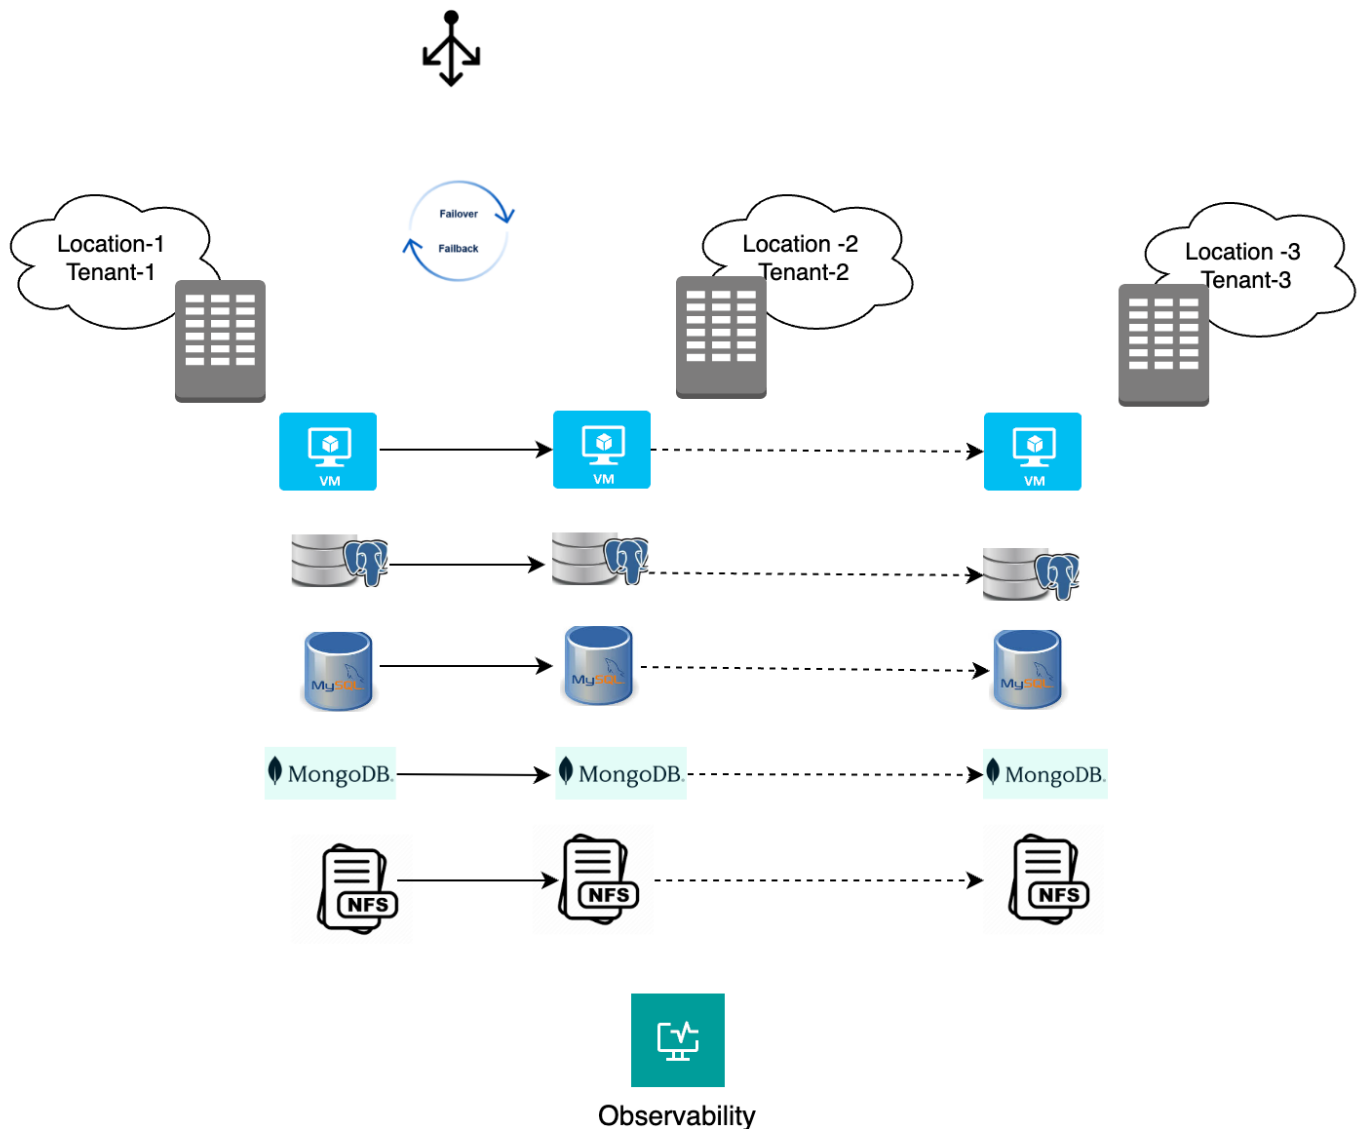 Failover
Failback
Location-1
Tenant-1
Location -2
Tenant-2
Location -3
Tenant-3
VM
VM
VM
MySQL
MySQL
MySQL
MongoDB.
MongoDB.
MongoDB.
NFS
NFS
NFS
Observability